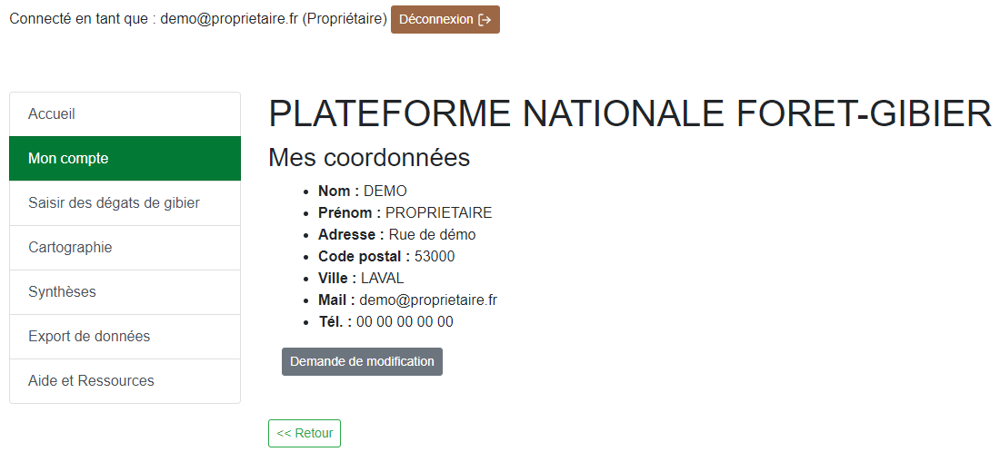 Connecté en tant que : demo@proprietaire.fr (Propriétaire) Déconnexion
Accueil
Mon compte
Saisir des dégats de gibier
Cartographie
Synthèses
Export de données
Aide et Ressources
PLATEFORME NATIONALE FORET-GIBIER
Mes coordonnées
Nom : DEMO
Prénom : PROPRIETAIRE
Adresse : Rue de démo
Code postal : 53000
Ville : LAVAL
Mail : demo@proprietaire.fr
Tél. : 00 00 00 00 00
Demande de modification
<< Retour